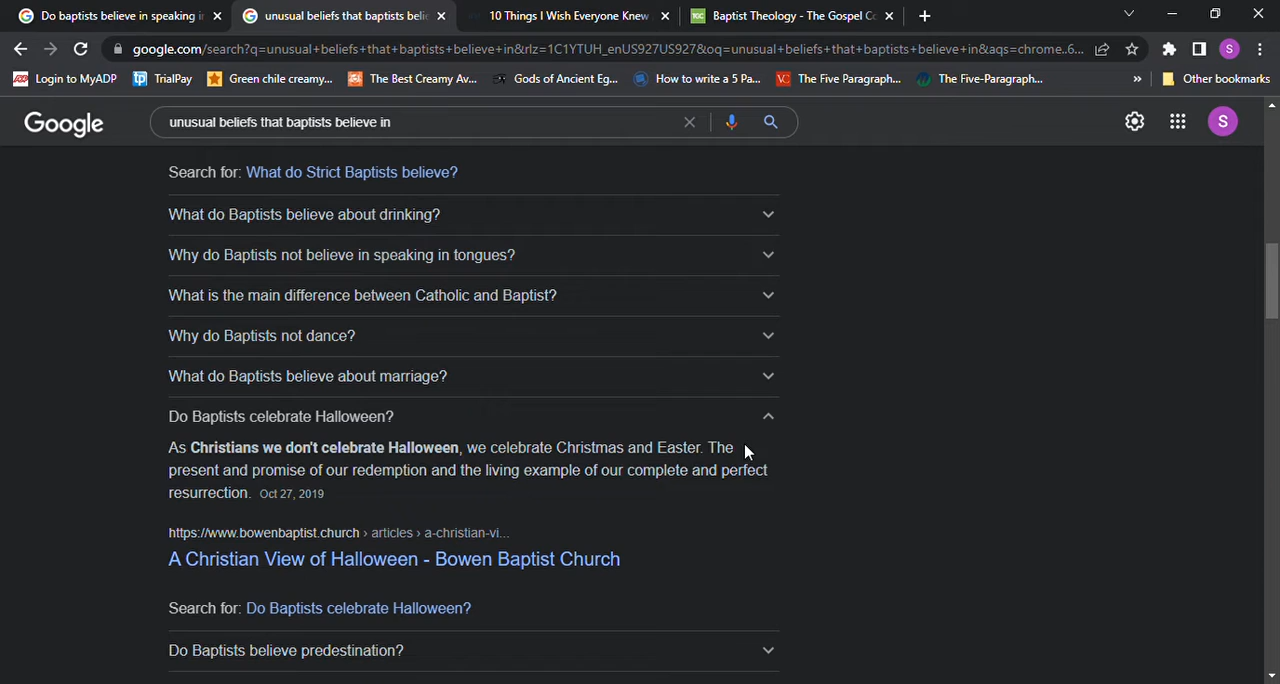 Do baptists believe in speaking i
unusual beliefs that baptists beli
10 Things I Wish Everyone Knew
TGC Baptist Theology - The Gospel C
google.com/search?q=unusual+beliefs+that+baptists+believe+in&rlz=1C1YTUH_enUS927US927&oq=unusual+beliefs+that+baptists+believe+in&aqs=chrome..6...
S
ADP Login to MyADP
tp TrialPay
Green chile creamy...
The Best Creamy Av...
Gods of Ancient Eg...
How to write a 5 Pa...
VC The Five Paragraph...
The Five-Paragraph...
»
Other bookmarks
Google
unusual beliefs that baptists believe in
S
Search for: What do Strict Baptists believe?
What do Baptists believe about drinking?
Why do Baptists not believe in speaking in tongues?
What is the main difference between Catholic and Baptist?
Why do Baptists not dance?
What do Baptists believe about marriage?
Do Baptists celebrate Halloween?
As Christians we don't celebrate Halloween, we celebrate Christmas and Easter. The
present and promise of our redemption and the living example of our complete and perfect
resurrection. Oct 27, 2019
https://www.bowenbaptist.church › articles › a-christian-vi...
A Christian View of Halloween - Bowen Baptist Church
Search for: Do Baptists celebrate Halloween?
Do Baptists believe predestination?